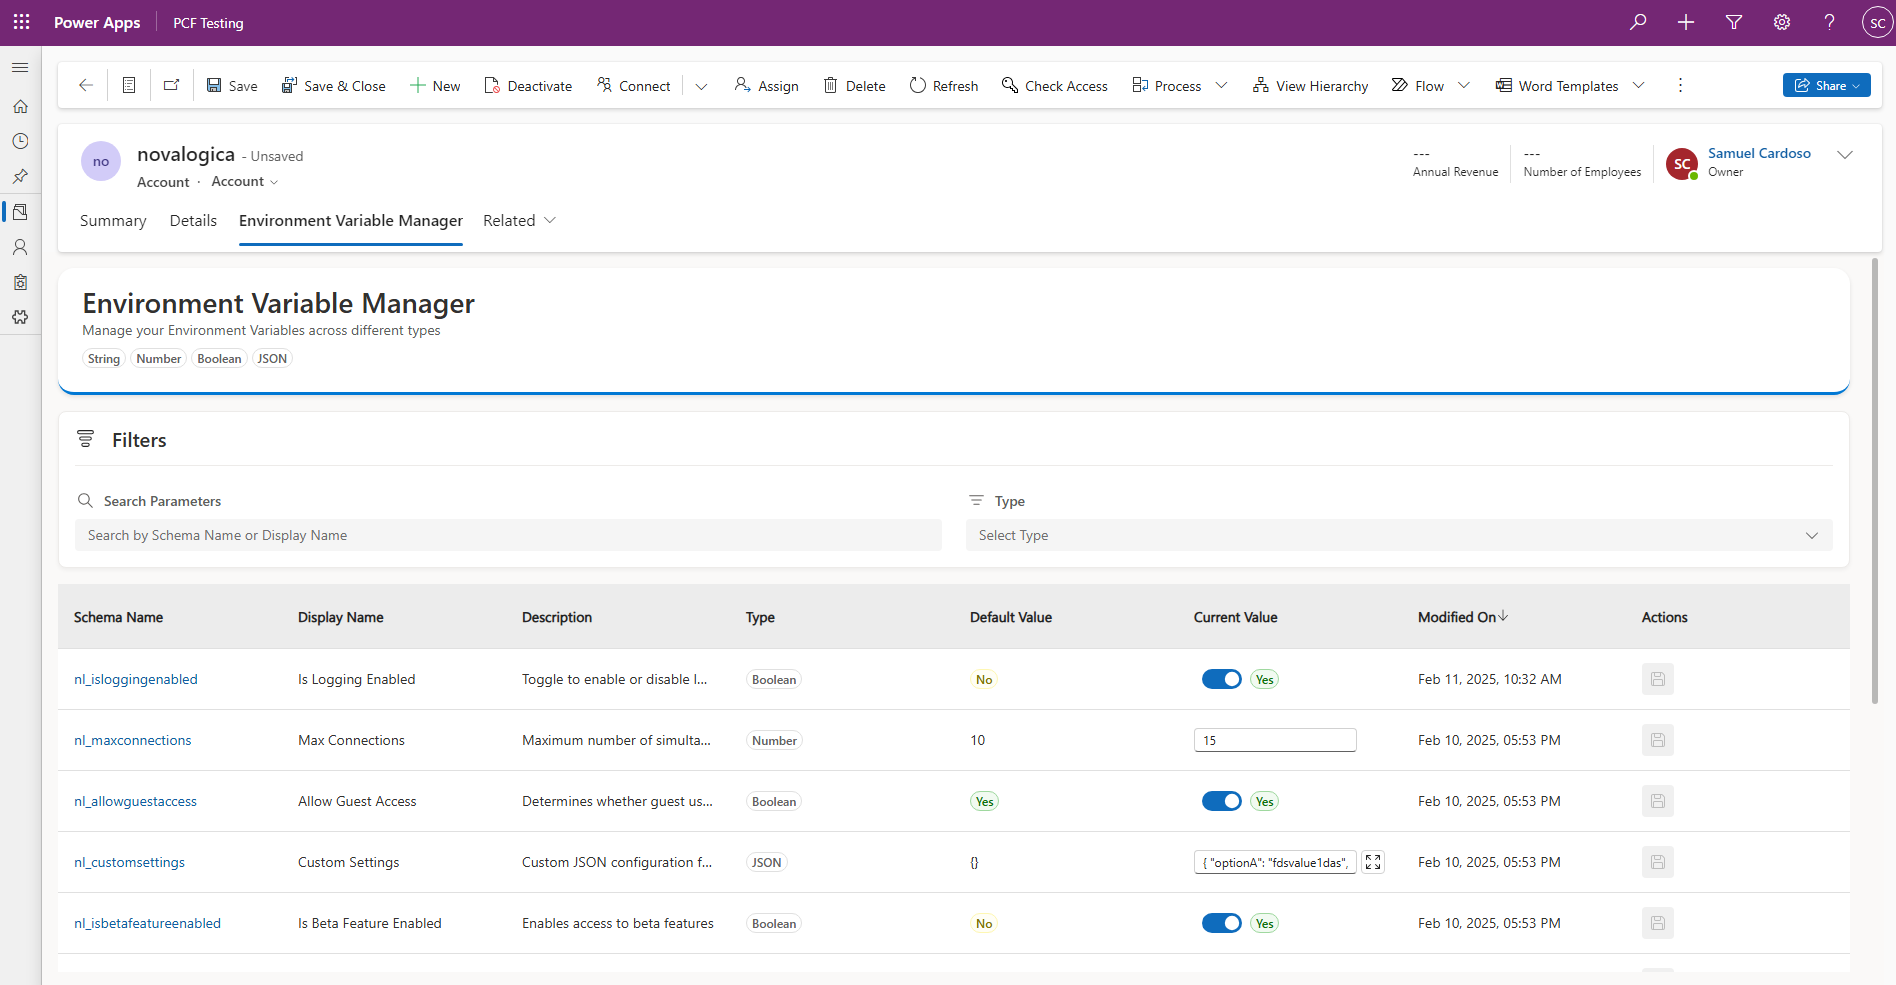 Power Apps PCF Testing SC
Save Save & Close New Deactivate Connect Assign Delete Refresh Check Access Process View Hierarchy Flow Word Templates Share
no novalogica - Unsaved
Account · Account
--- Annual Revenue
--- Number of Employees
SC Samuel Cardoso
Owner
Summary Details Environment Variable Manager Related
Environment Variable Manager
Manage your Environment Variables across different types
String Number Boolean JSON
Filters
Search Parameters Type
Search by Schema Name or Display Name Select Type
Schema Name Display Name Description Type Default Value Current Value Modified On Actions
nl_isloggingenabled Is Logging Enabled Toggle to enable or disable l... Boolean No Yes Feb 11, 2025, 10:32 AM
nl_maxconnections Max Connections Maximum number of simulta... Number 10 15 Feb 10, 2025, 05:53 PM
nl_allowguestaccess Allow Guest Access Determines whether guest us... Boolean Yes Yes Feb 10, 2025, 05:53 PM
nl_customsettings Custom Settings Custom JSON configuration f... JSON {} { "optionA": "fdsvalue1das", Feb 10, 2025, 05:53 PM
nl_isbetafeatureenabled Is Beta Feature Enabled Enables access to beta features Boolean No Yes Feb 10, 2025, 05:53 PM